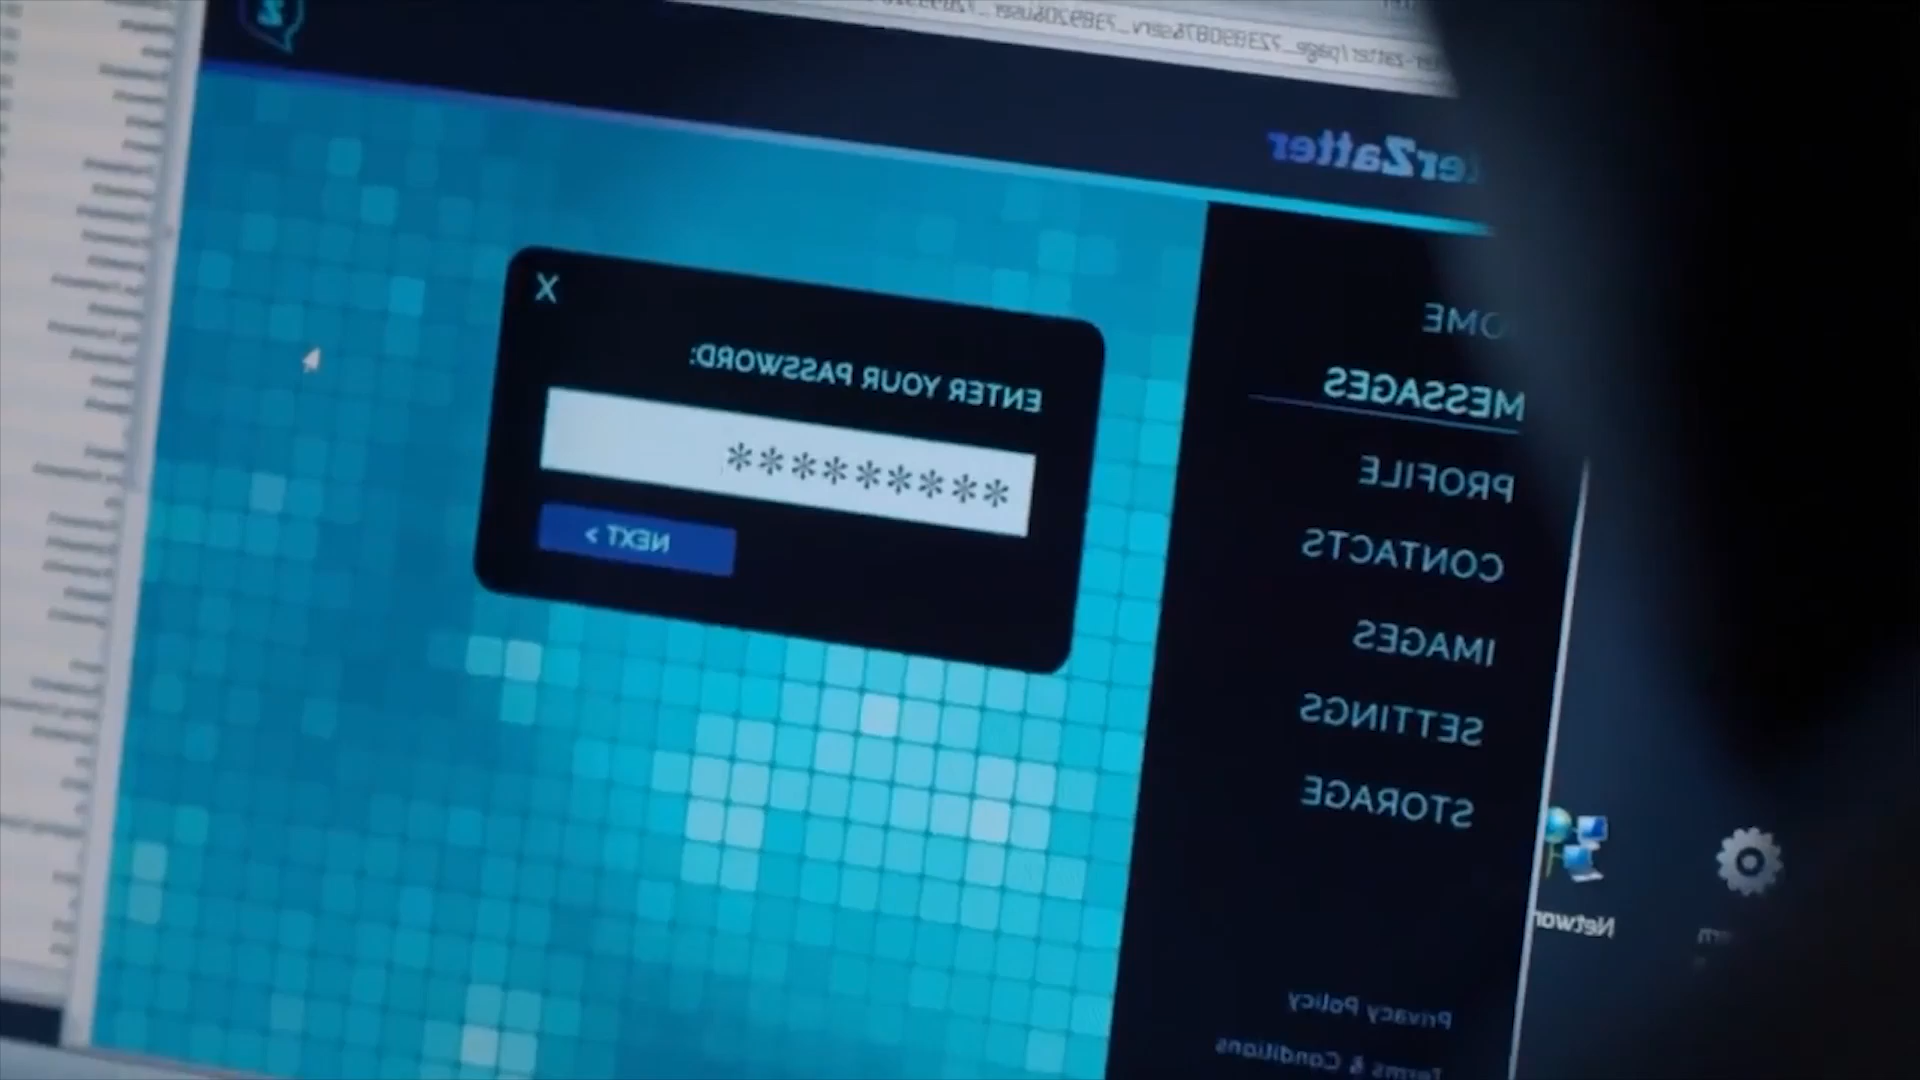 erZatter
OME
MESSAGES
PROFILE
CONTACTS
IMAGES
SETTINGS
STORAGE
Privacy Policy
Terms & Conditions
X
ENTER YOUR PASSWORD:
*********
NEXT >
Networ